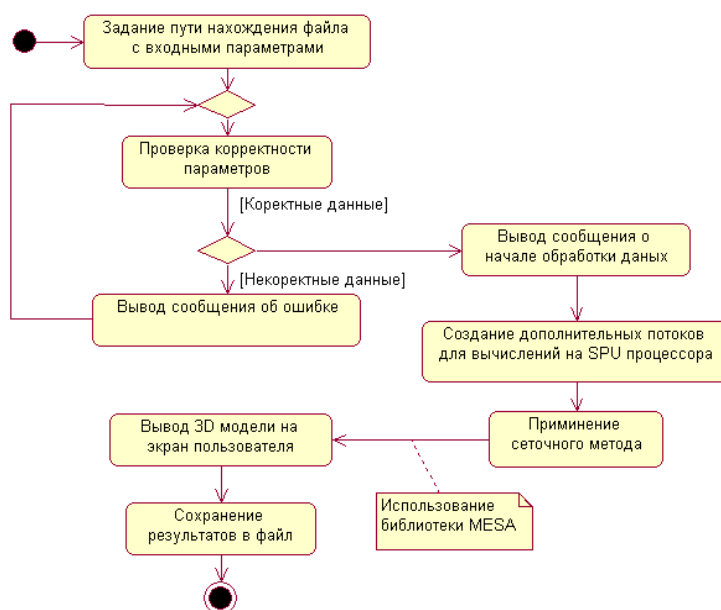 Задание пути нахождения файла
с входными параметрами
Проверка корректности
параметров
[Коректные данные]
Вывод сообщения о
начале обработки даных
[Некоректные данные]
Вывод сообщения об ошибке
Создание дополнительных потоков
для вычислений на SPU процессора
Приминение
сеточного метода
Вывод 3D модели на
экран пользователя
Использование
библиотеки MESA
Сохранение
результатов в файл